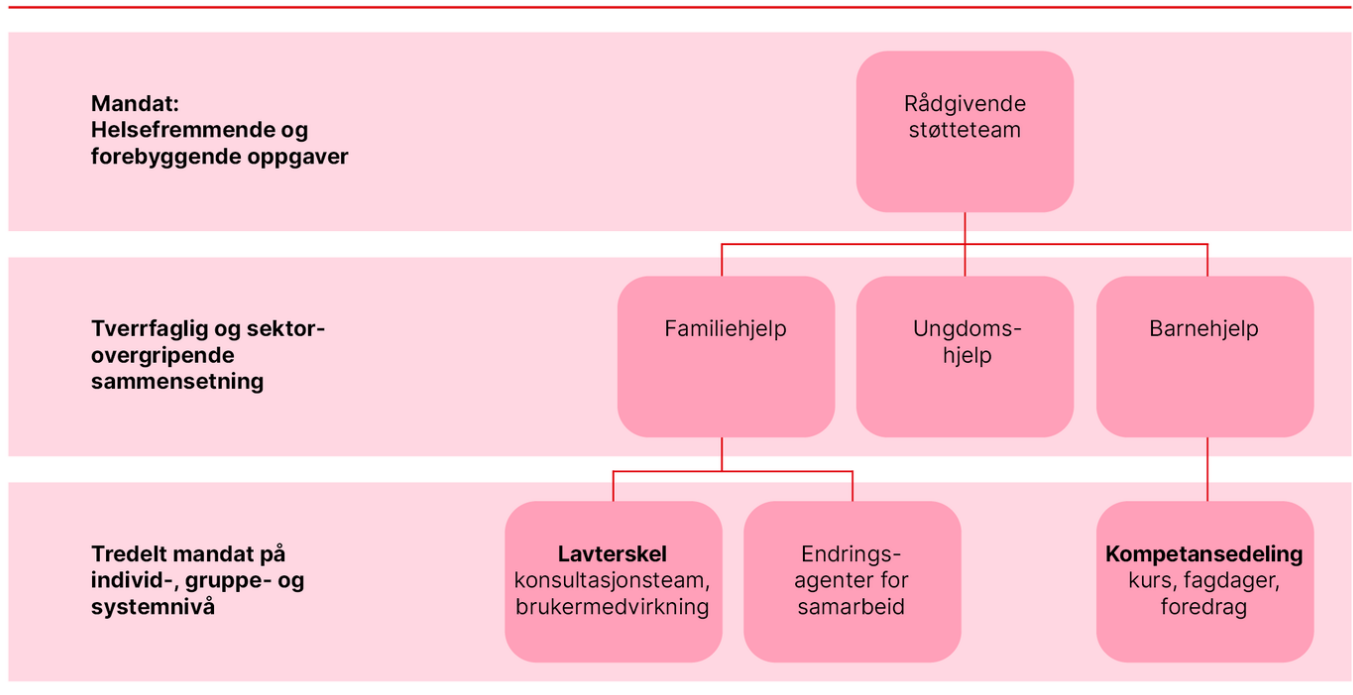 Mandat:
Helsefremmende og
forebyggende oppgaver
Rådgivende
støtteteam
Tverrfaglig og sektor-
overgripende
sammensetning
Familiehjelp
Ungdoms-
hjelp
Barnehjelp
Tredelt mandat på
individ-, gruppe- og
systemnivå
Lavterskel
konsultasjonsteam,
brukermedvirkning
Endrings-
agenter for
samarbeid
Kompetansedeling
kurs, fagdager,
foredrag